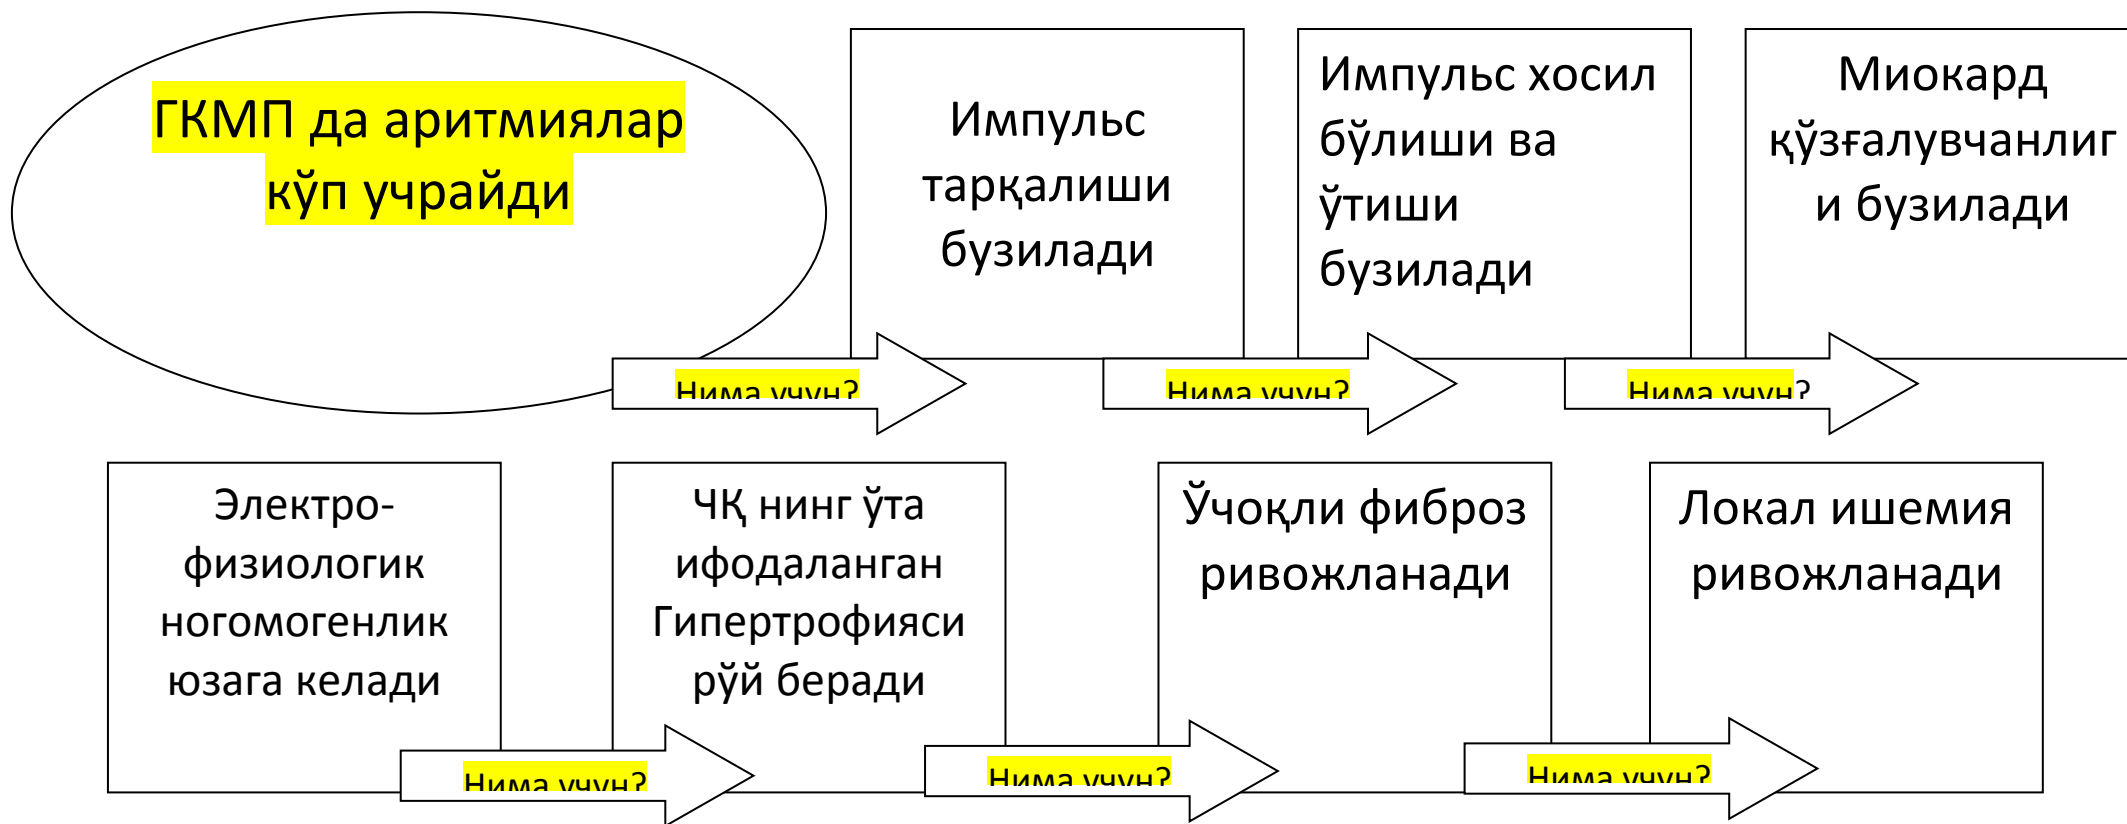 ГКМП да аритмиялар
кўп учрайди
Импульс
тарқалиши
бузилади
Импульс хосил
бўлиши ва
ўтиши
бузилади
Миокард
қўзғалувчанлиг
и бузилади
Нима учун?
Нима учун?
Нима учун?
Электро-
физиологик
ногомогенлик
юзага келади
ЧҚ нинг ўта
ифодаланган
Гипертрофияси
рўй беради
Ўчоқли фиброз
ривожланади
Локал ишемия
ривожланади
Нима учун?
Нима учун?
Нима учун?